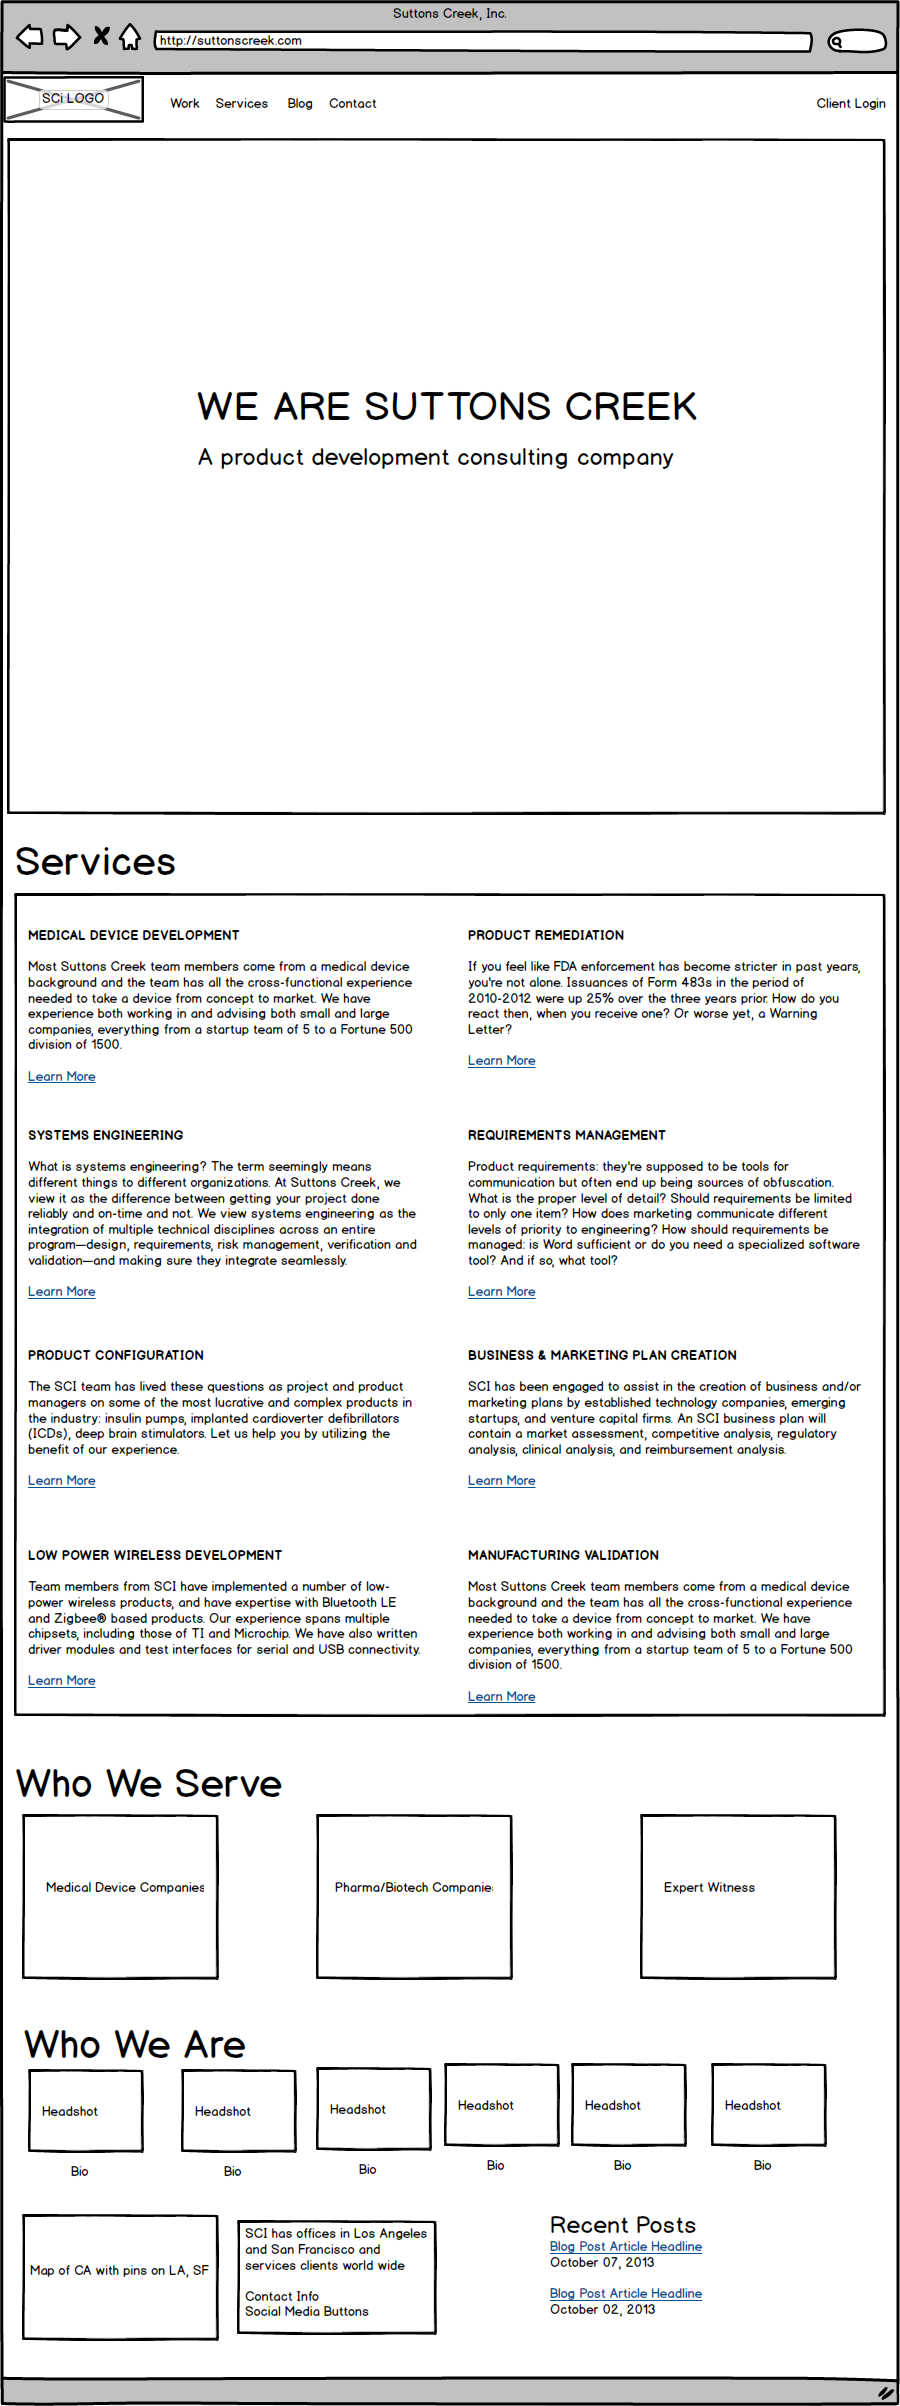 Suttons Creek, Inc.
http://suttonscreek.com
SCi LOGO
Work Services Blog Contact
Client Login
WE ARE SUTTONS CREEK
A product development consulting company
Services
MEDICAL DEVICE DEVELOPMENT
Most Suttons Creek team members come from a medical device
background and the team has all the cross-functional experience
needed to take a device from concept to market. We have
experience both working in and advising both small and large
companies, everything from a startup team of 5 to a Fortune 500
division of 1500.
Learn More
PRODUCT REMEDIATION
If you feel like FDA enforcement has become stricter in past years,
you're not alone. Issuances of Form 483s in the period of
2010-2012 were up 25% over the three years prior. How do you
react then, when you receive one? Or worse yet, a Warning
Letter?
Learn More
SYSTEMS ENGINEERING
What is systems engineering? The term seemingly means
different things to different organizations. At Suttons Creek, we
view it as the difference between getting your project done
reliably and on-time and not. We view systems engineering as the
integration of multiple technical disciplines across an entire
program—design, requirements, risk management, verification and
validation—and making sure they integrate seamlessly.
Learn More
REQUIREMENTS MANAGEMENT
Product requirements: they're supposed to be tools for
communication but often end up being sources of obfuscation.
What is the proper level of detail? Should requirements be limited
to only one item? How does marketing communicate different
levels of priority to engineering? How should requirements be
managed: is Word sufficient or do you need a specialized software
tool? And if so, what tool?
Learn More
PRODUCT CONFIGURATION
The SCI team has lived these questions as project and product
managers on some of the most lucrative and complex products in
the industry: insulin pumps, implanted cardioverter defibrillators
(ICDs), deep brain stimulators. Let us help you by utilizing the
benefit of our experience.
Learn More
BUSINESS & MARKETING PLAN CREATION
SCI has been engaged to assist in the creation of business and/or
marketing plans by established technology companies, emerging
startups, and venture capital firms. An SCI business plan will
contain a market assessment, competitive analysis, regulatory
analysis, clinical analysis, and reimbursement analysis.
Learn More
LOW POWER WIRELESS DEVELOPMENT
Team members from SCI have implemented a number of low-
power wireless products, and have expertise with Bluetooth LE
and Zigbee® based products. Our experience spans multiple
chipsets, including those of TI and Microchip. We have also written
driver modules and test interfaces for serial and USB connectivity.
Learn More
MANUFACTURING VALIDATION
Most Suttons Creek team members come from a medical device
background and the team has all the cross-functional experience
needed to take a device from concept to market. We have
experience both working in and advising both small and large
companies, everything from a startup team of 5 to a Fortune 500
division of 1500.
Learn More
Who We Serve
Medical Device Companies
Pharma/Biotech Companie
Expert Witness
Who We Are
Headshot Headshot Headshot Headshot Headshot Headshot
Bio Bio Bio Bio Bio Bio
Map of CA with pins on LA, SF
SCI has offices in Los Angeles
and San Francisco and
services clients world wide
Contact Info
Social Media Buttons
Recent Posts
Blog Post Article Headline
October 07, 2013
Blog Post Article Headline
October 02, 2013